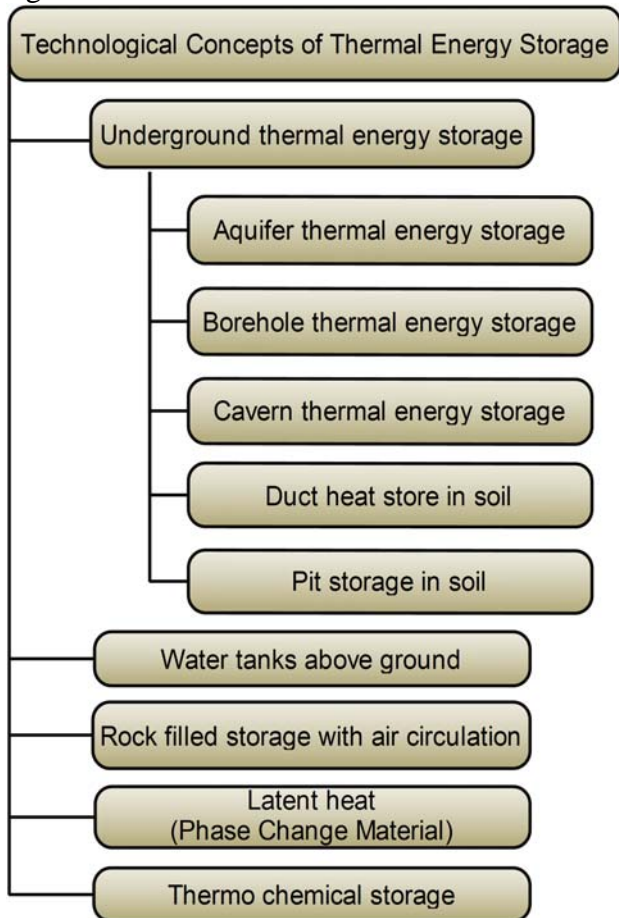 Technological Concepts of Thermal Energy Storage
Underground thermal energy storage
Aquifer thermal energy storage
Borehole thermal energy storage
Cavern thermal energy storage
Duct heat store in soil
Pit storage in soil
Water tanks above ground
Rock filled storage with air circulation
Latent heat
(Phase Change Material)
Thermo chemical storage